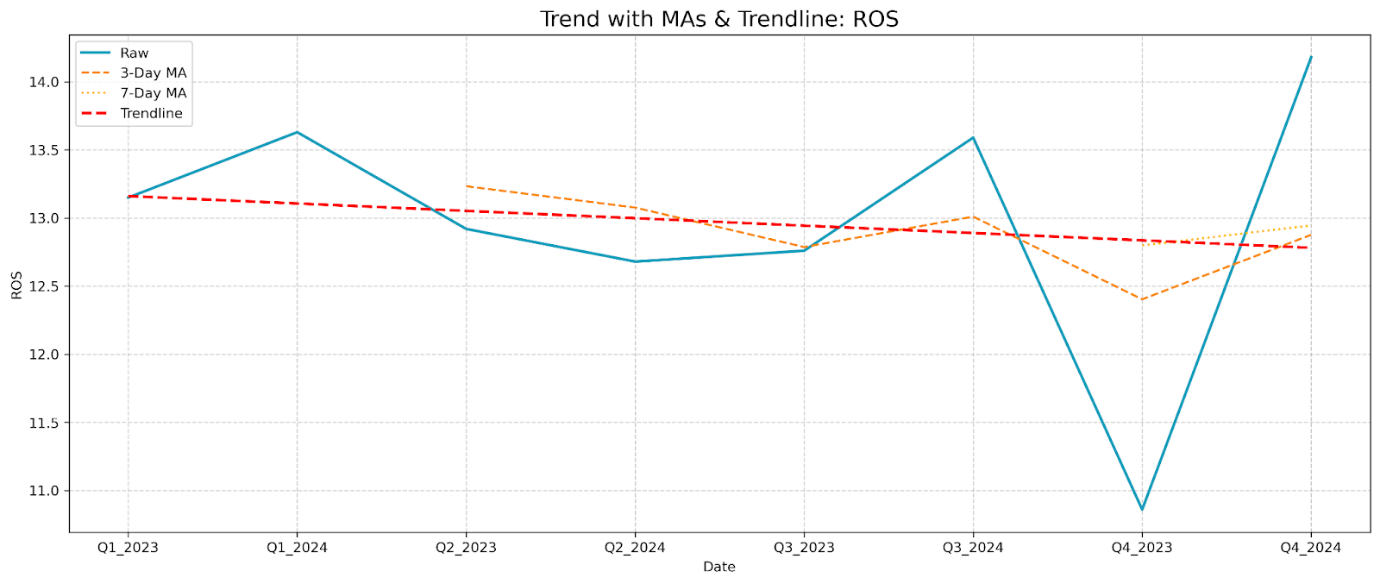 Trend with MAs & Trendline: ROS
Raw
3-Day MA
7-Day MA
Trendline
ROS
14.0
13.5
13.0
12.5
12.0
11.5
11.0
Q1_2023
Q1_2024
Q2_2023
Q2_2024
Q3_2023
Q3_2024
Q4_2023
Q4_2024
Date